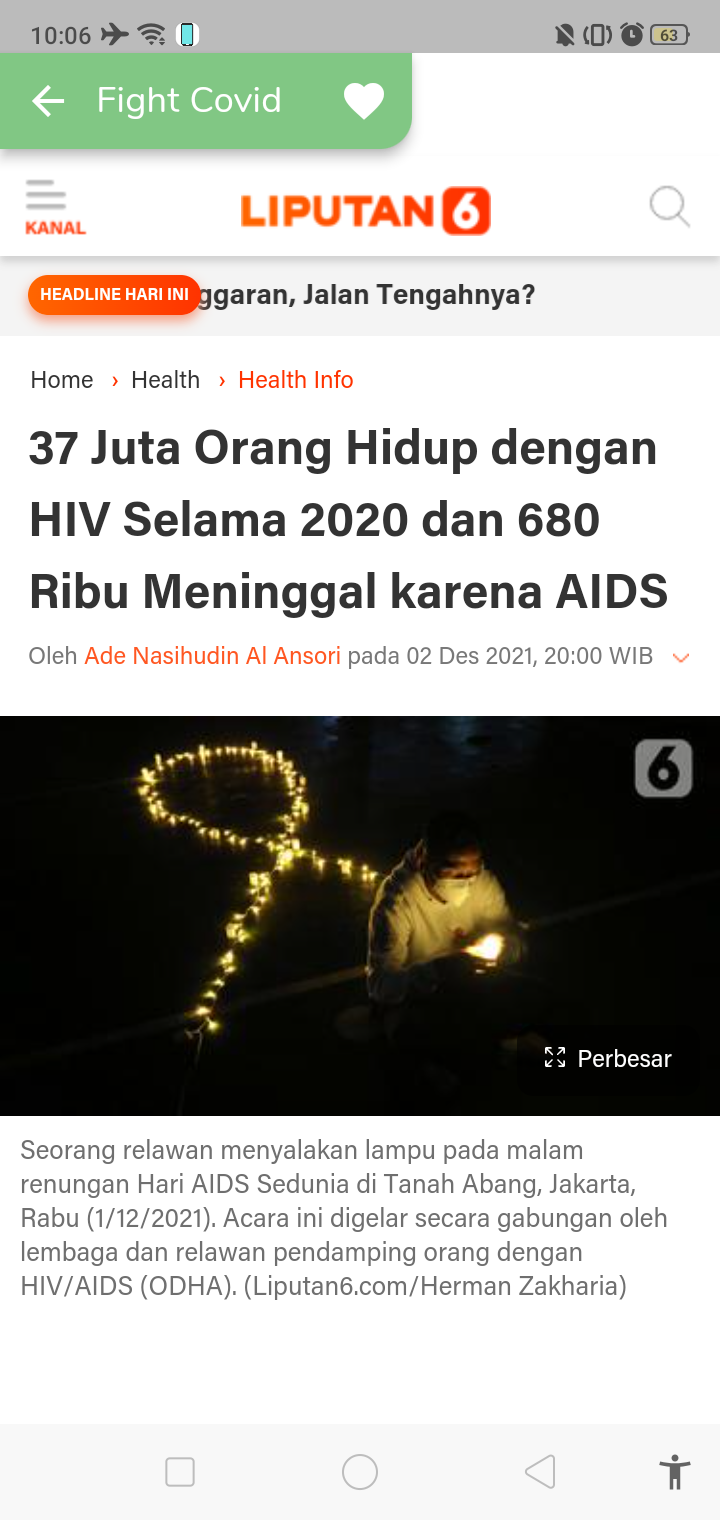 10:06
63
Fight Covid
KANAL
LIPUTAN 6
HEADLINE HARI INI ggaran, Jalan Tengahnya?
Home › Health › Health Info
37 Juta Orang Hidup dengan
HIV Selama 2020 dan 680
Ribu Meninggal karena AIDS
Oleh Ade Nasihudin Al Ansori pada 02 Des 2021, 20:00 WIB
6
Perbesar
Seorang relawan menyalakan lampu pada malam
renungan Hari AIDS Sedunia di Tanah Abang, Jakarta,
Rabu (1/12/2021). Acara ini digelar secara gabungan oleh
lembaga dan relawan pendamping orang dengan
HIV/AIDS (ODHA). (Liputan6.com/Herman Zakharia)